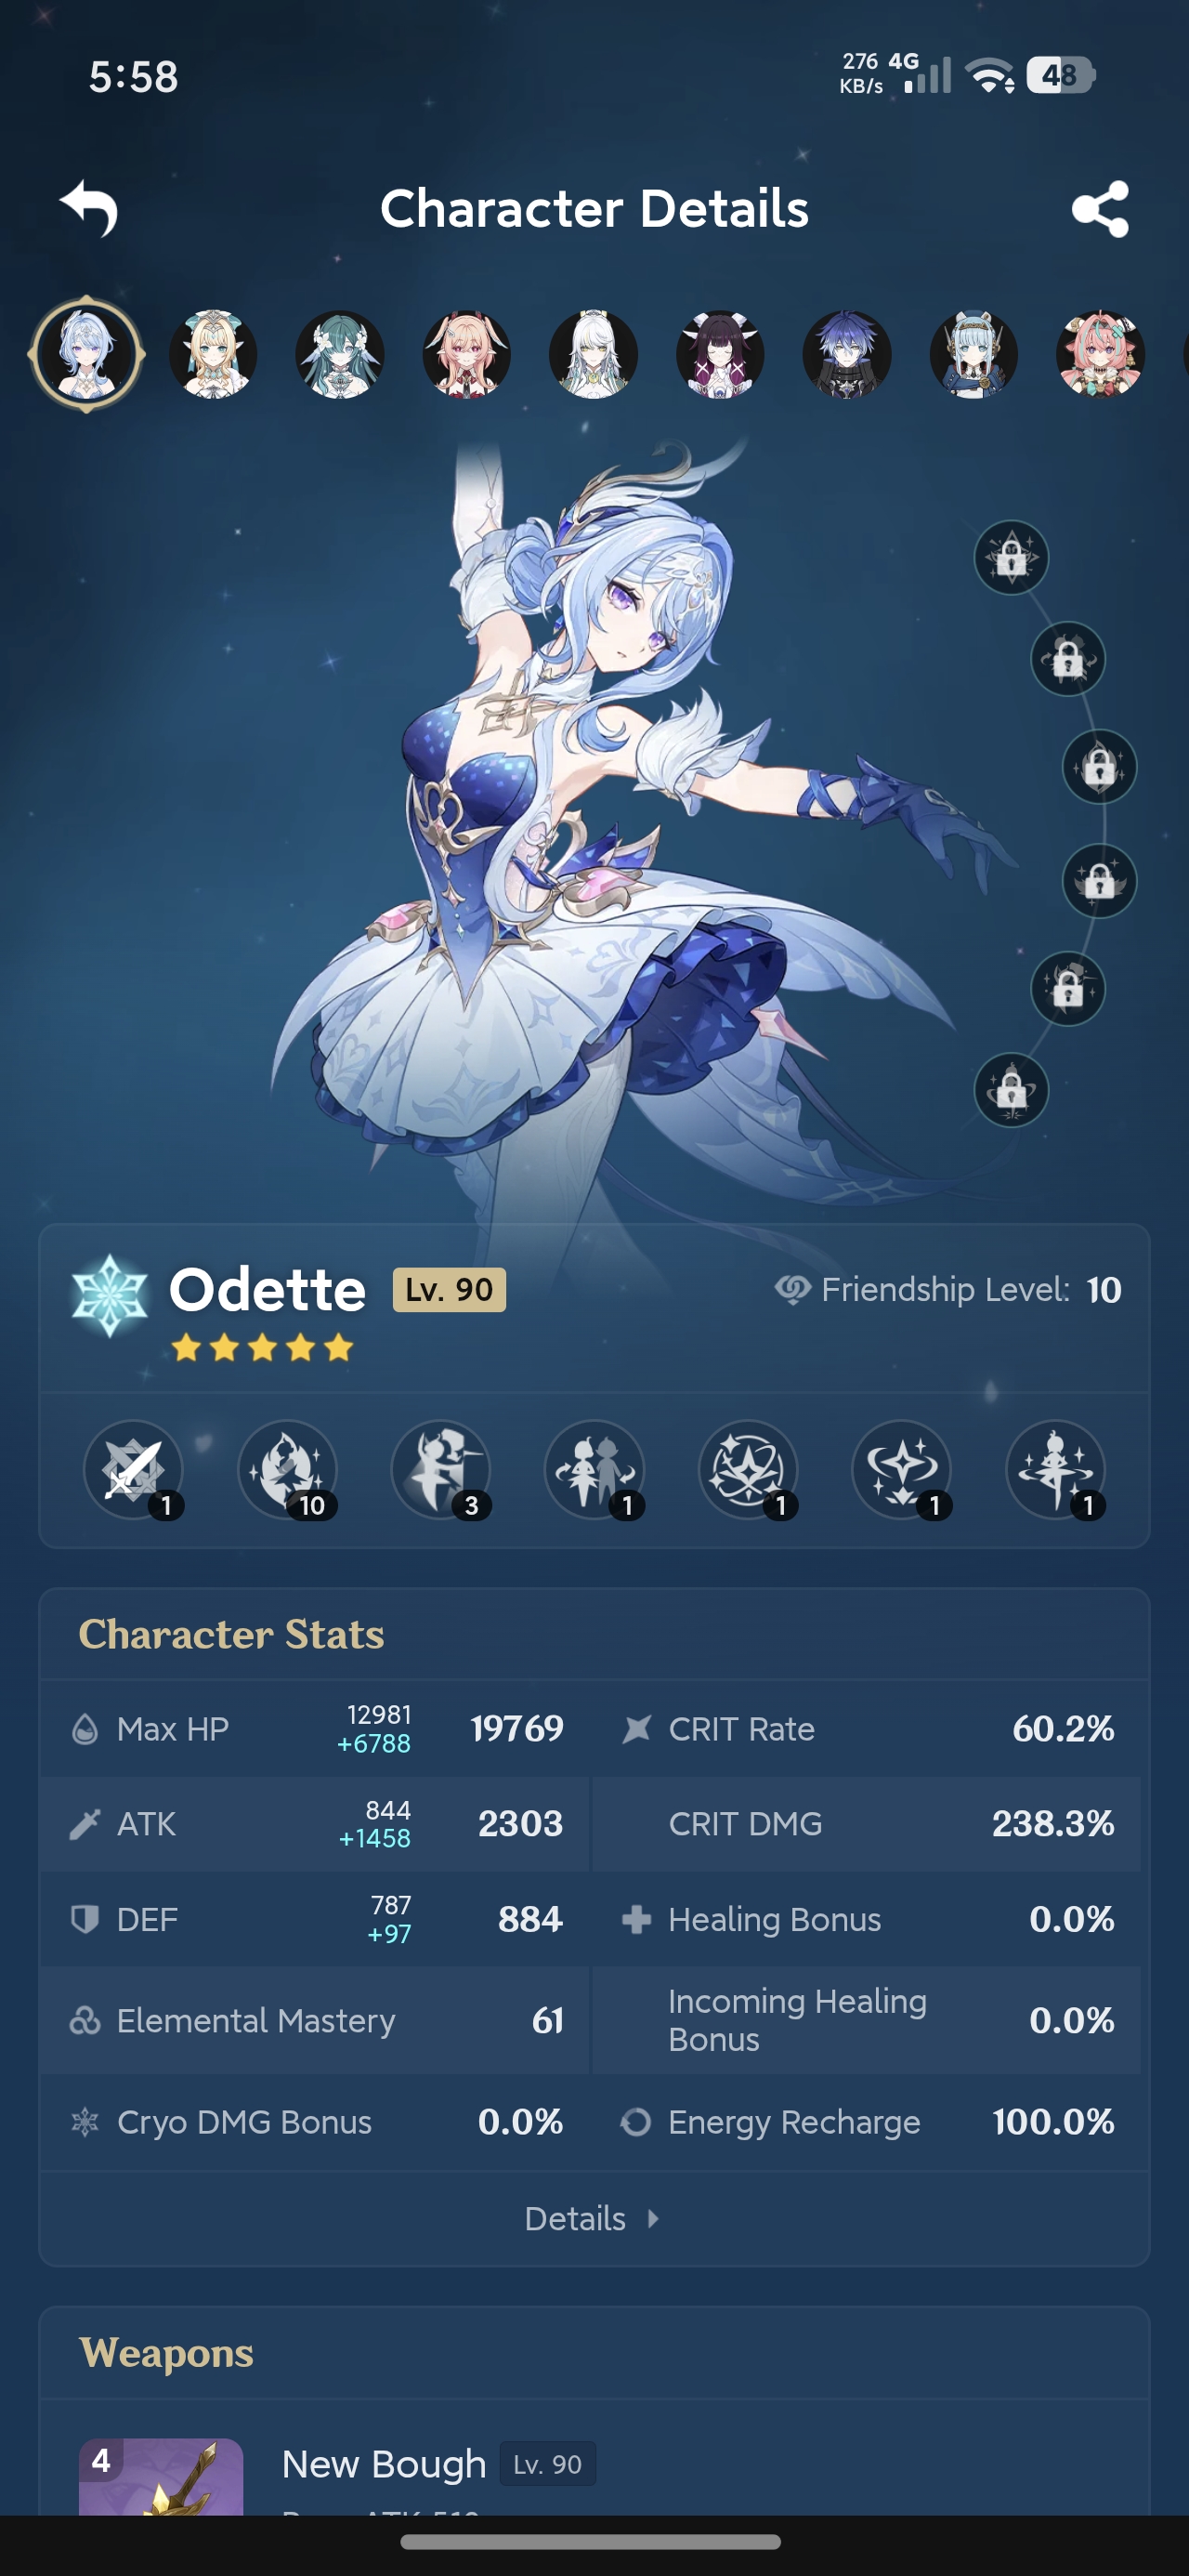 5:58
276 4G
KB/s
48
Character Details
Odette Lv. 90
Friendship Level: 10
1 10 3 1 1 1 1
Character Stats
Max HP 12981 +6788 19769
CRIT Rate 60.2%
ATK 844 +1458 2303
CRIT DMG 238.3%
DEF 787 +97 884
Healing Bonus 0.0%
Elemental Mastery 61
Incoming Healing
Bonus 0.0%
Cryo DMG Bonus 0.0%
Energy Recharge 100.0%
Details
Weapons
4
New Bough Lv. 90